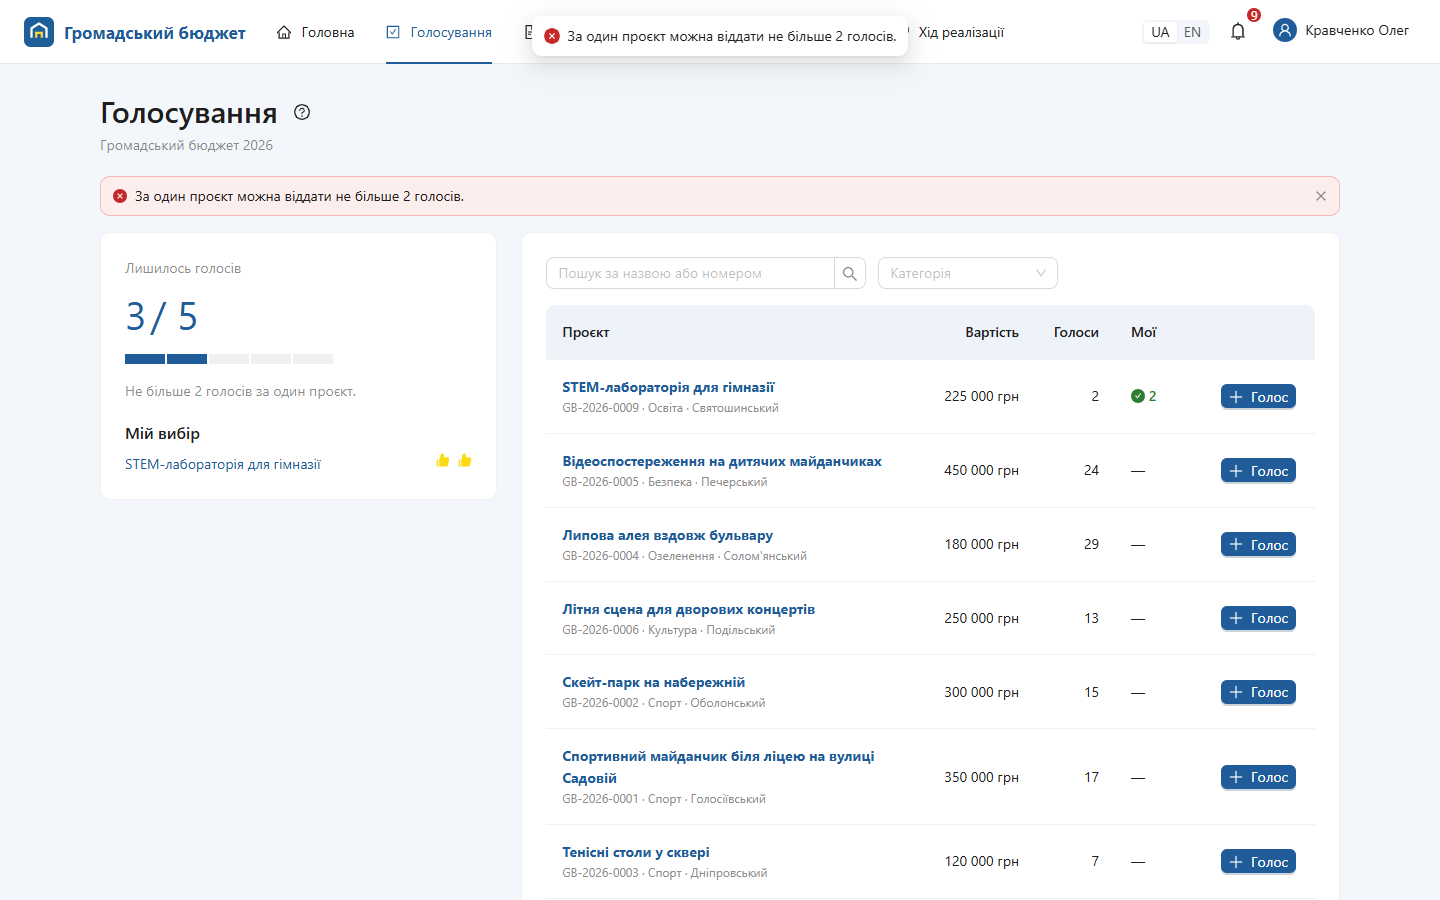 Громадський бюджет
Головна
Голосування
За один проєкт можна віддати не більше 2 голосів.
Хід реалізації
UA
EN
9
Кравченко Олег
Голосування
Громадський бюджет 2026
За один проєкт можна віддати не більше 2 голосів.
Лишилось голосів
3 / 5
Не більше 2 голосів за один проєкт.
Мій вибір
STEM-лабораторія для гімназії
Пошук за назвою або номером
Категорія
Проєкт Вартість Голоси Мої
STEM-лабораторія для гімназії
GB-2026-0009 · Освіта · Святошинський
225 000 грн 2 2 Голос
Відеоспостереження на дитячих майданчиках
GB-2026-0005 · Безпека · Печерський
450 000 грн 24 — Голос
Липова алея вздовж бульвару
GB-2026-0004 · Озеленення · Солом’янський
180 000 грн 29 — Голос
Літня сцена для дворових концертів
GB-2026-0006 · Культура · Подільський
250 000 грн 13 — Голос
Скейт-парк на набережній
GB-2026-0002 · Спорт · Оболонський
300 000 грн 15 — Голос
Спортивний майданчик біля ліцею на вулиці
Садовій
GB-2026-0001 · Спорт · Голосіївський
350 000 грн 17 — Голос
Тенісні столи у сквері
GB-2026-0003 · Спорт · Дніпровський
120 000 грн 7 — Голос